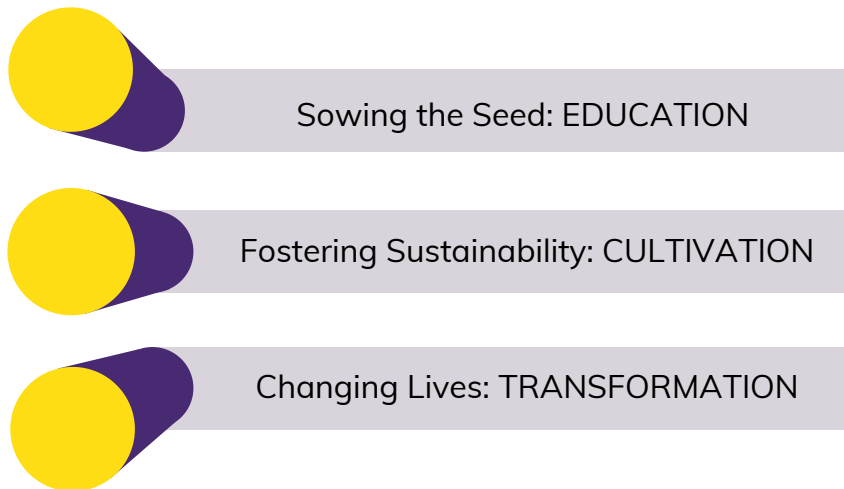 Sowing the Seed: EDUCATION
Fostering Sustainability: CULTIVATION
Changing Lives: TRANSFORMATION